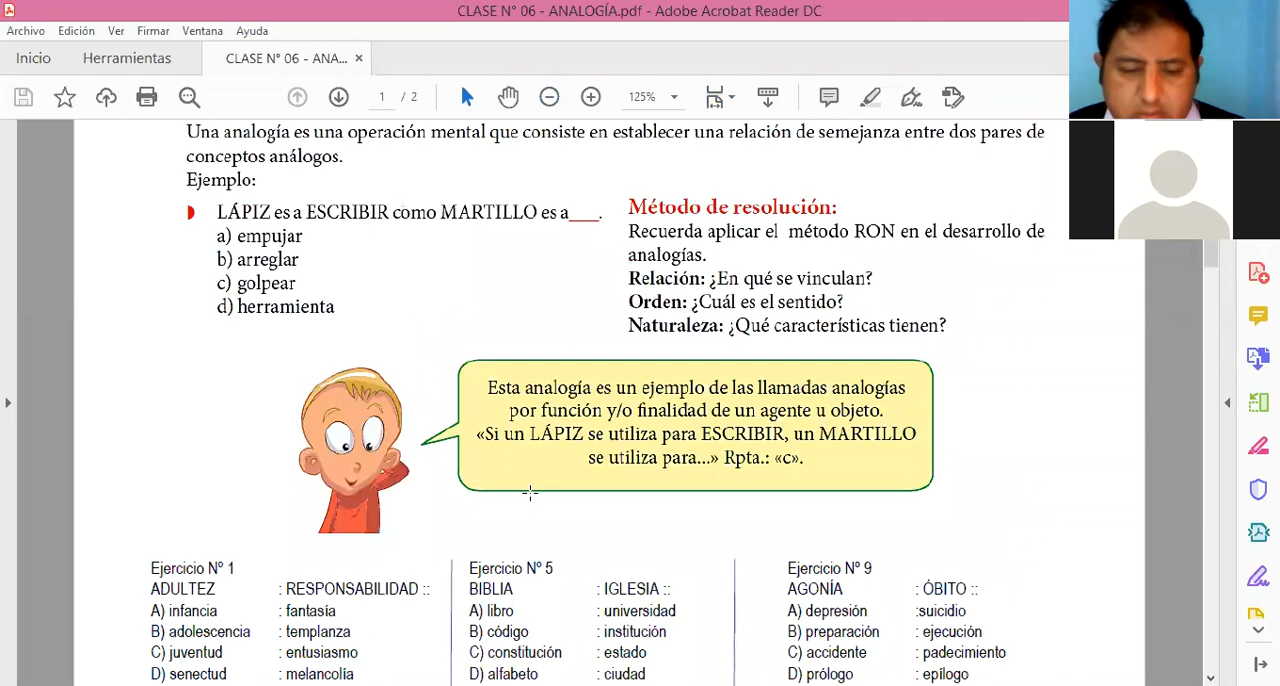 CLASE N° 06 - ANALOGÍA.pdf - Adobe Acrobat Reader DC
Archivo Edición Ver Firmar Ventana Ayuda
Inicio Herramientas CLASE N° 06 - ANA... ×
1 / 2 125%
Una analogía es una operación mental que consiste en establecer una relación de semejanza entre dos pares de
conceptos análogos.
Ejemplo:
LÁPIZ es a ESCRIBIR como MARTILLO es a___.
a) empujar
b) arreglar
c) golpear
d) herramienta
Método de resolución:
Recuerda aplicar el método RON en el desarrollo de
analogías.
Relación: ¿En qué se vinculan?
Orden: ¿Cuál es el sentido?
Naturaleza: ¿Qué características tienen?
Esta analogía es un ejemplo de las llamadas analogías
por función y/o finalidad de un agente u objeto.
«Si un LÁPIZ se utiliza para ESCRIBIR, un MARTILLO
se utiliza para...» Rpta.: «c».
Ejercicio Nº 1
ADULTEZ : RESPONSABILIDAD ::
A) infancia : fantasía
B) adolescencia : templanza
C) juventud : entusiasmo
D) senectud : melancolía
Ejercicio Nº 5
BIBLIA : IGLESIA ::
A) libro : universidad
B) código : institución
C) constitución : estado
D) alfabeto : ciudad
Ejercicio Nº 9
AGONÍA : ÓBITO ::
A) depresión :suicidio
B) preparación : ejecución
C) accidente : padecimiento
D) prólogo : epílogo